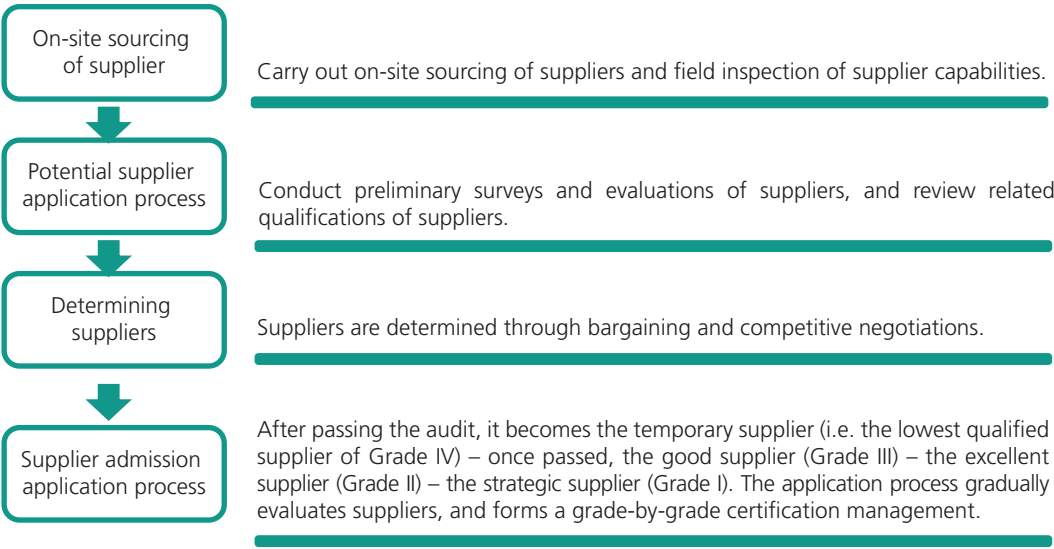 On-site sourcing
of supplier
Carry out on-site sourcing of suppliers and field inspection of supplier capabilities.
Potential supplier
application process
Conduct preliminary surveys and evaluations of suppliers, and review related
qualifications of suppliers.
Determining
suppliers
Suppliers are determined through bargaining and competitive negotiations.
Supplier admission
application process
After passing the audit, it becomes the temporary supplier (i.e. the lowest qualified
supplier of Grade IV) – once passed, the good supplier (Grade III) – the excellent
supplier (Grade II) – the strategic supplier (Grade I). The application process gradually
evaluates suppliers, and forms a grade-by-grade certification management.